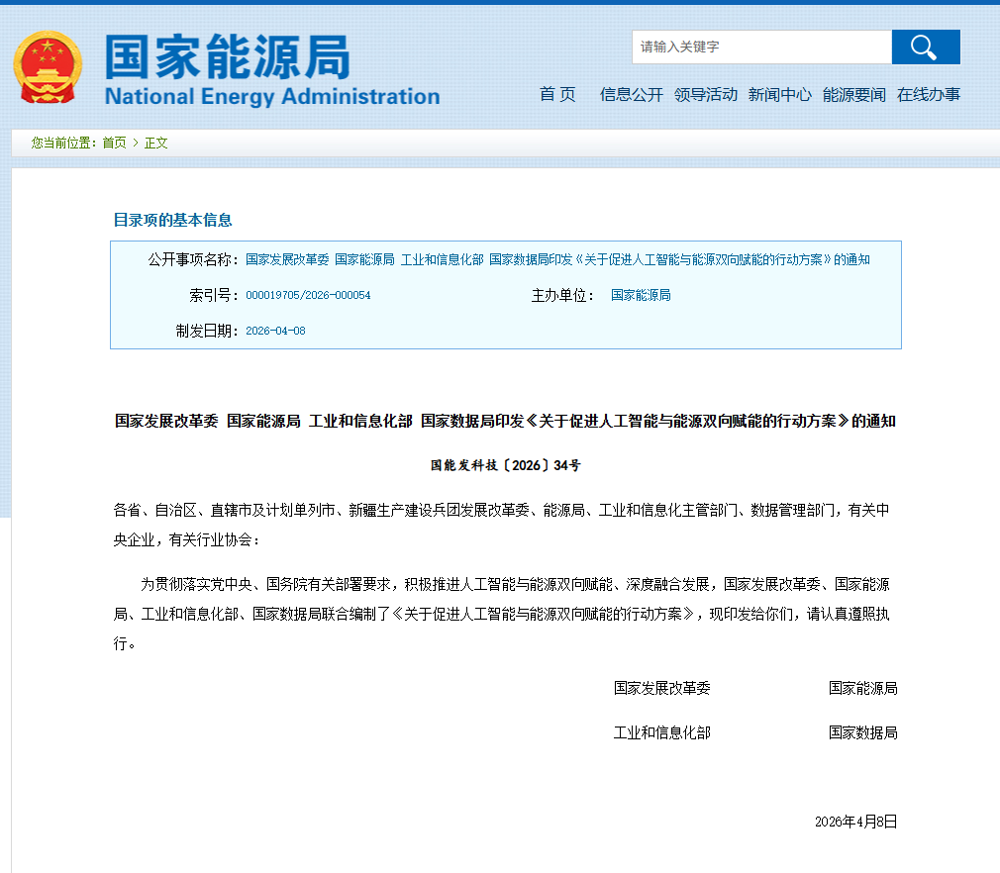 国家能源局
National Energy Administration
请输入关键字
首 页 信息公开 领导活动 新闻中心 能源要闻 在线办事
您当前位置：首页 > 正文
目录项的基本信息
公开事项名称： 国家发展改革委 国家能源局 工业和信息化部 国家数据局印发《关于促进人工智能与能源双向赋能的行动方案》的通知
索引号： 000019705/2026-000054 主办单位： 国家能源局
制发日期： 2026-04-08
国家发展改革委 国家能源局 工业和信息化部 国家数据局印发《关于促进人工智能与能源双向赋能的行动方案》的通知
国能发科技〔2026〕34号
各省、自治区、直辖市及计划单列市、新疆生产建设兵团发展改革委、能源局、工业和信息化主管部门、数据管理部门，有关中
央企业，有关行业协会：
为贯彻落实党中央、国务院有关部署要求，积极推进人工智能与能源双向赋能、深度融合发展，国家发展改革委、国家能源
局、工业和信息化部、国家数据局联合编制了《关于促进人工智能与能源双向赋能的行动方案》，现印发给你们，请认真遵照执
行。
国家发展改革委 国家能源局
工业和信息化部 国家数据局
2026年4月8日